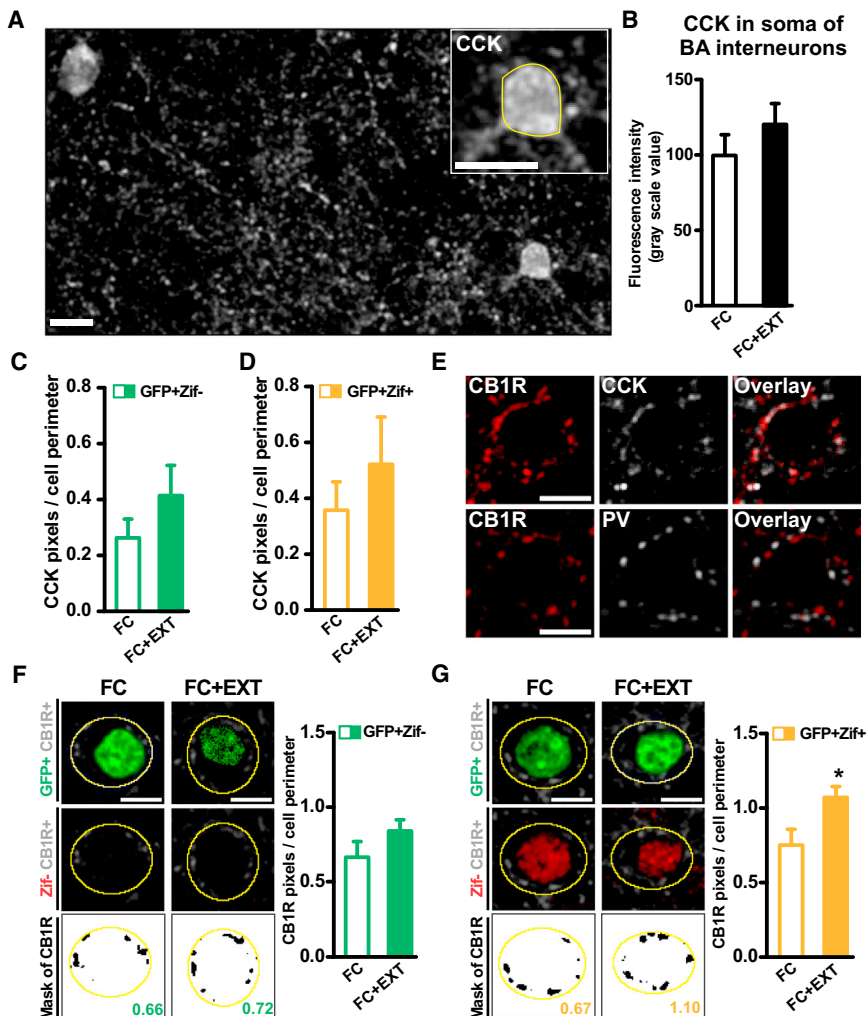 A
CCK
B
CCK in soma of
BA interneurons
Fluorescence intensity
(gray scale value)
150
100
50
0
FC
FC+EXT
C
CCK pixels / cell perimeter
0.8
0.6
0.4
0.2
0.0
GFP+Zif-
FC
FC+EXT
D
CCK pixels / cell perimeter
0.8
0.6
0.4
0.2
0.0
GFP+Zif+
FC
FC+EXT
E
CB1R
CCK
Overlay
CB1R
PV
Overlay
F
FC
FC+EXT
GFP+ CB1R+
Zif- CB1R+
Mask of CB1R
0.66
0.72
CB1R pixels / cell perimeter
1.5
1.0
0.5
0.0
GFP+Zif-
FC
FC+EXT
G
FC
FC+EXT
GFP+ CB1R+
Zif- CB1R+
Mask of CB1R
0.67
1.10
CB1R pixels / cell perimeter
1.5
1.0
0.5
0.0
GFP+Zif+
*
FC
FC+EXT